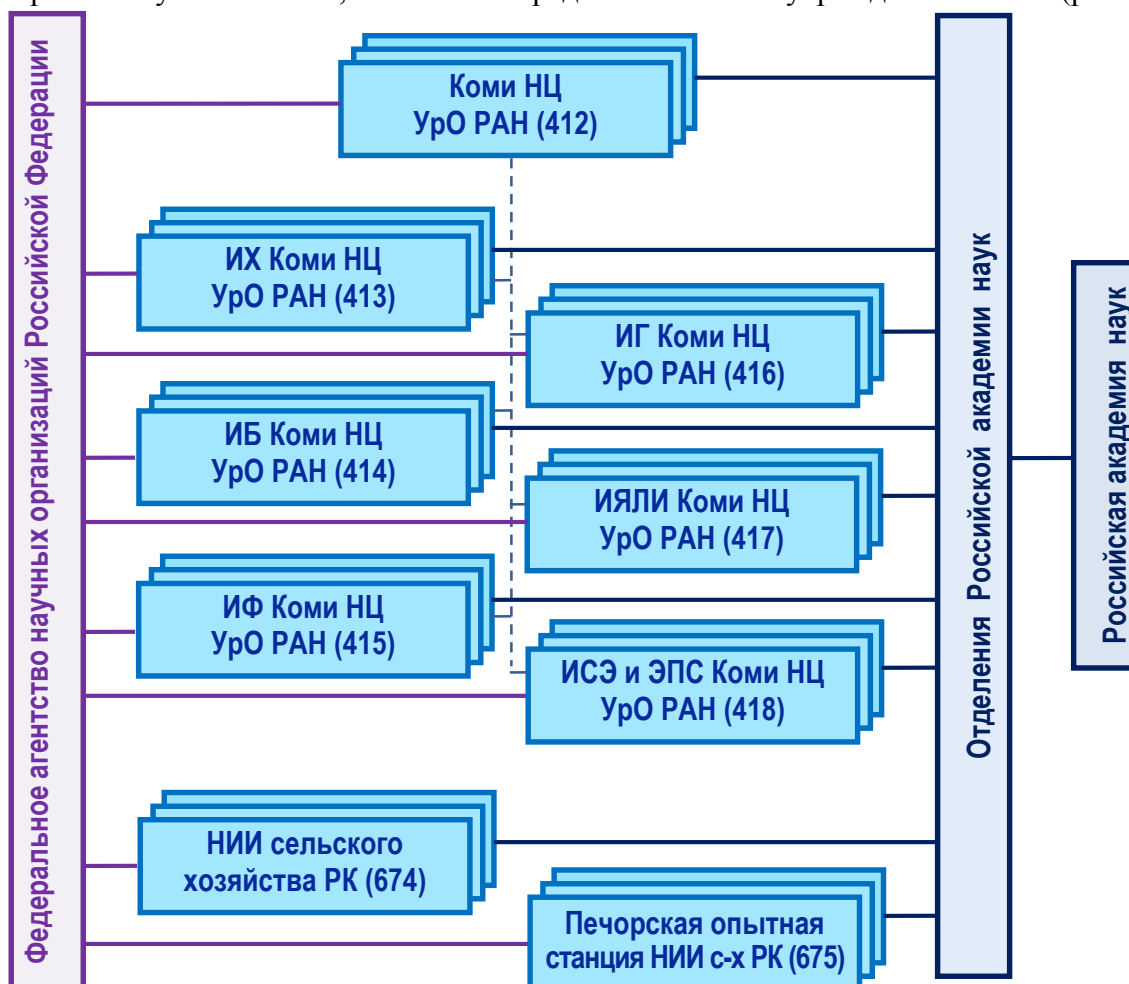 Федеральное агентство научных организаций Российской Федерации
Коми НЦ
УрО РАН (412)
ИХ Коми НЦ
УрО РАН (413)
ИГ Коми НЦ
УрО РАН (416)
ИБ Коми НЦ
УрО РАН (414)
ИЯЛИ Коми НЦ
УрО РАН (417)
ИФ Коми НЦ
УрО РАН (415)
ИСЭ и ЭПС Коми НЦ
УрО РАН (418)
НИИ сельского
хозяйства РК (674)
Печорская опытная
станция НИИ с-х РК (675)
Отделения Российской академии наук
Российская академия наук